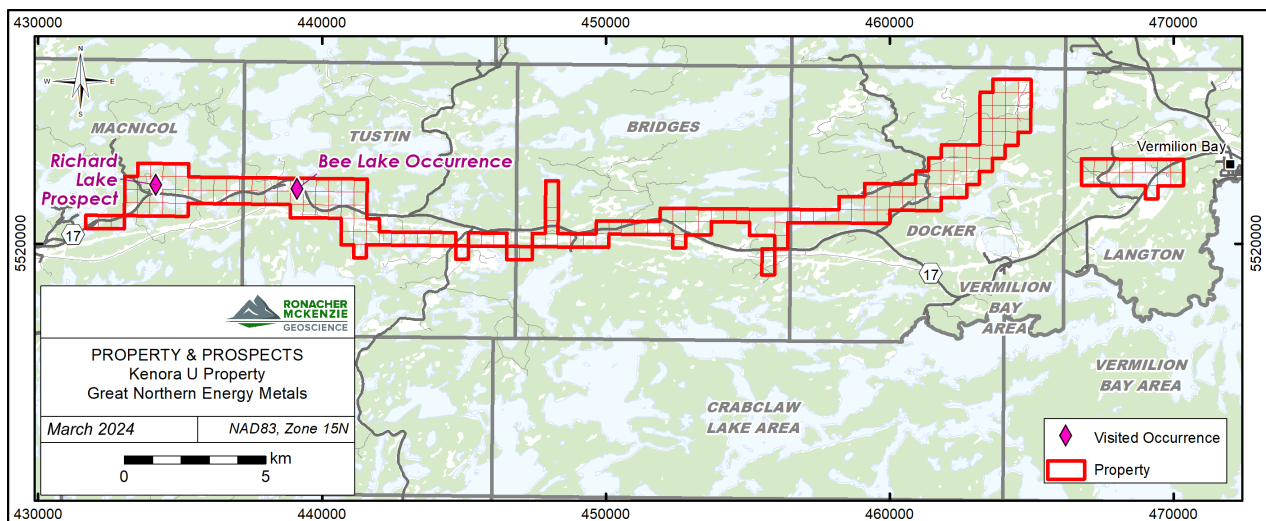 430000
440000
450000
460000
470000
N
W
E
S
MACNICOL
TUSTIN
BRIDGES
Vermilion Bay
Richard
Lake
Prospect
Bee Lake Occurrence
17
5520000
5520000
DOCKER
17
LANGTON
VERMILION
BAY
AREA
VERMILION
BAY AREA
CRABCLAW
LAKE AREA
RONACHER
MCKENZIE
GEOSCIENCE
PROPERTY & PROSPECTS
Kenora U Property
Great Northern Energy Metals
March 2024
NAD83, Zone 15N
km
0
5
Visited Occurrence
Property
430000
440000
450000
460000
470000